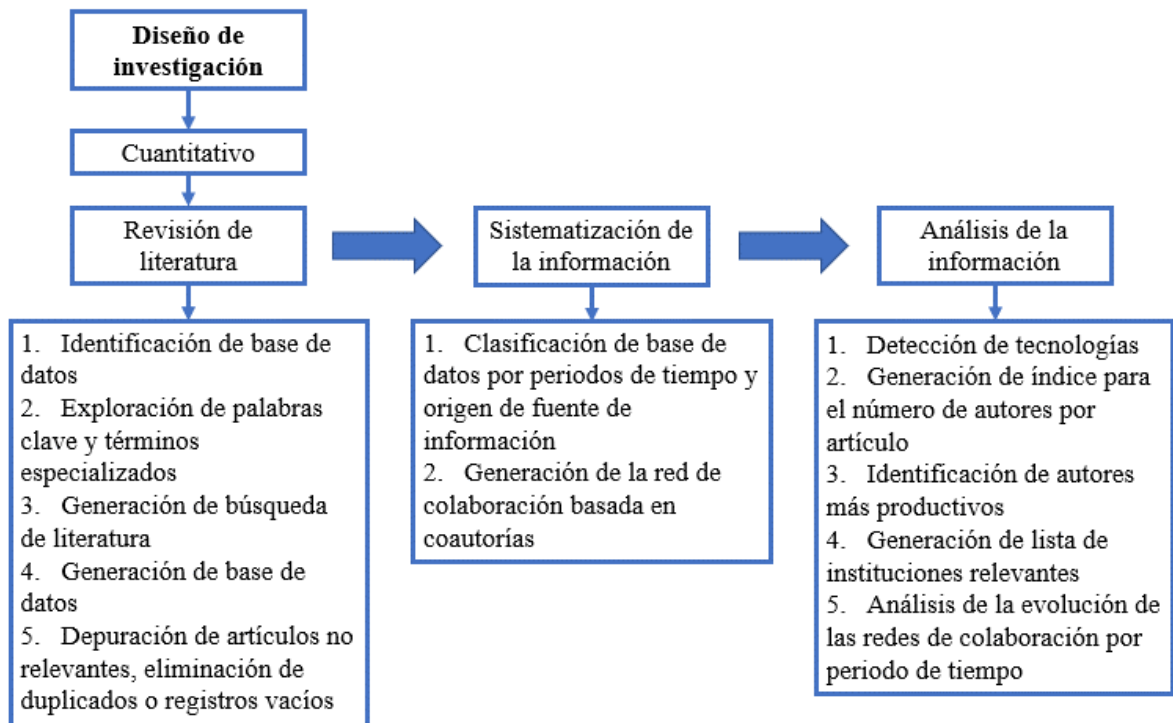 Diseño de
investigación
Cuantitativo
Revisión de
literatura
Sistematización de
la información
Análisis de la
información
1. Identificación de base de
datos
2. Exploración de palabras
clave y términos
especializados
3. Generación de búsqueda
de literatura
4. Generación de base de
datos
5. Depuración de artículos no
relevantes, eliminación de
duplicados o registros vacíos
1. Clasificación de base de
datos por periodos de tiempo y
origen de fuente de
información
2. Generación de la red de
colaboración basada en
coautorías
1. Detección de tecnologías
2. Generación de índice para
el número de autores por
artículo
3. Identificación de autores
más productivos
4. Generación de lista de
instituciones relevantes
5. Análisis de la evolución de
las redes de colaboración por
periodo de tiempo